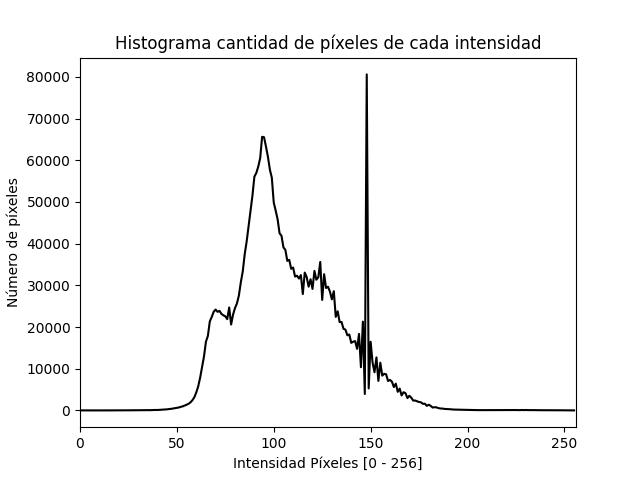 Histograma cantidad de píxeles de cada intensidad
80000
70000
60000
50000
40000
30000
20000
10000
0
Número de píxeles
0 50 100 150 200 250
Intensidad Píxeles [0 - 256]